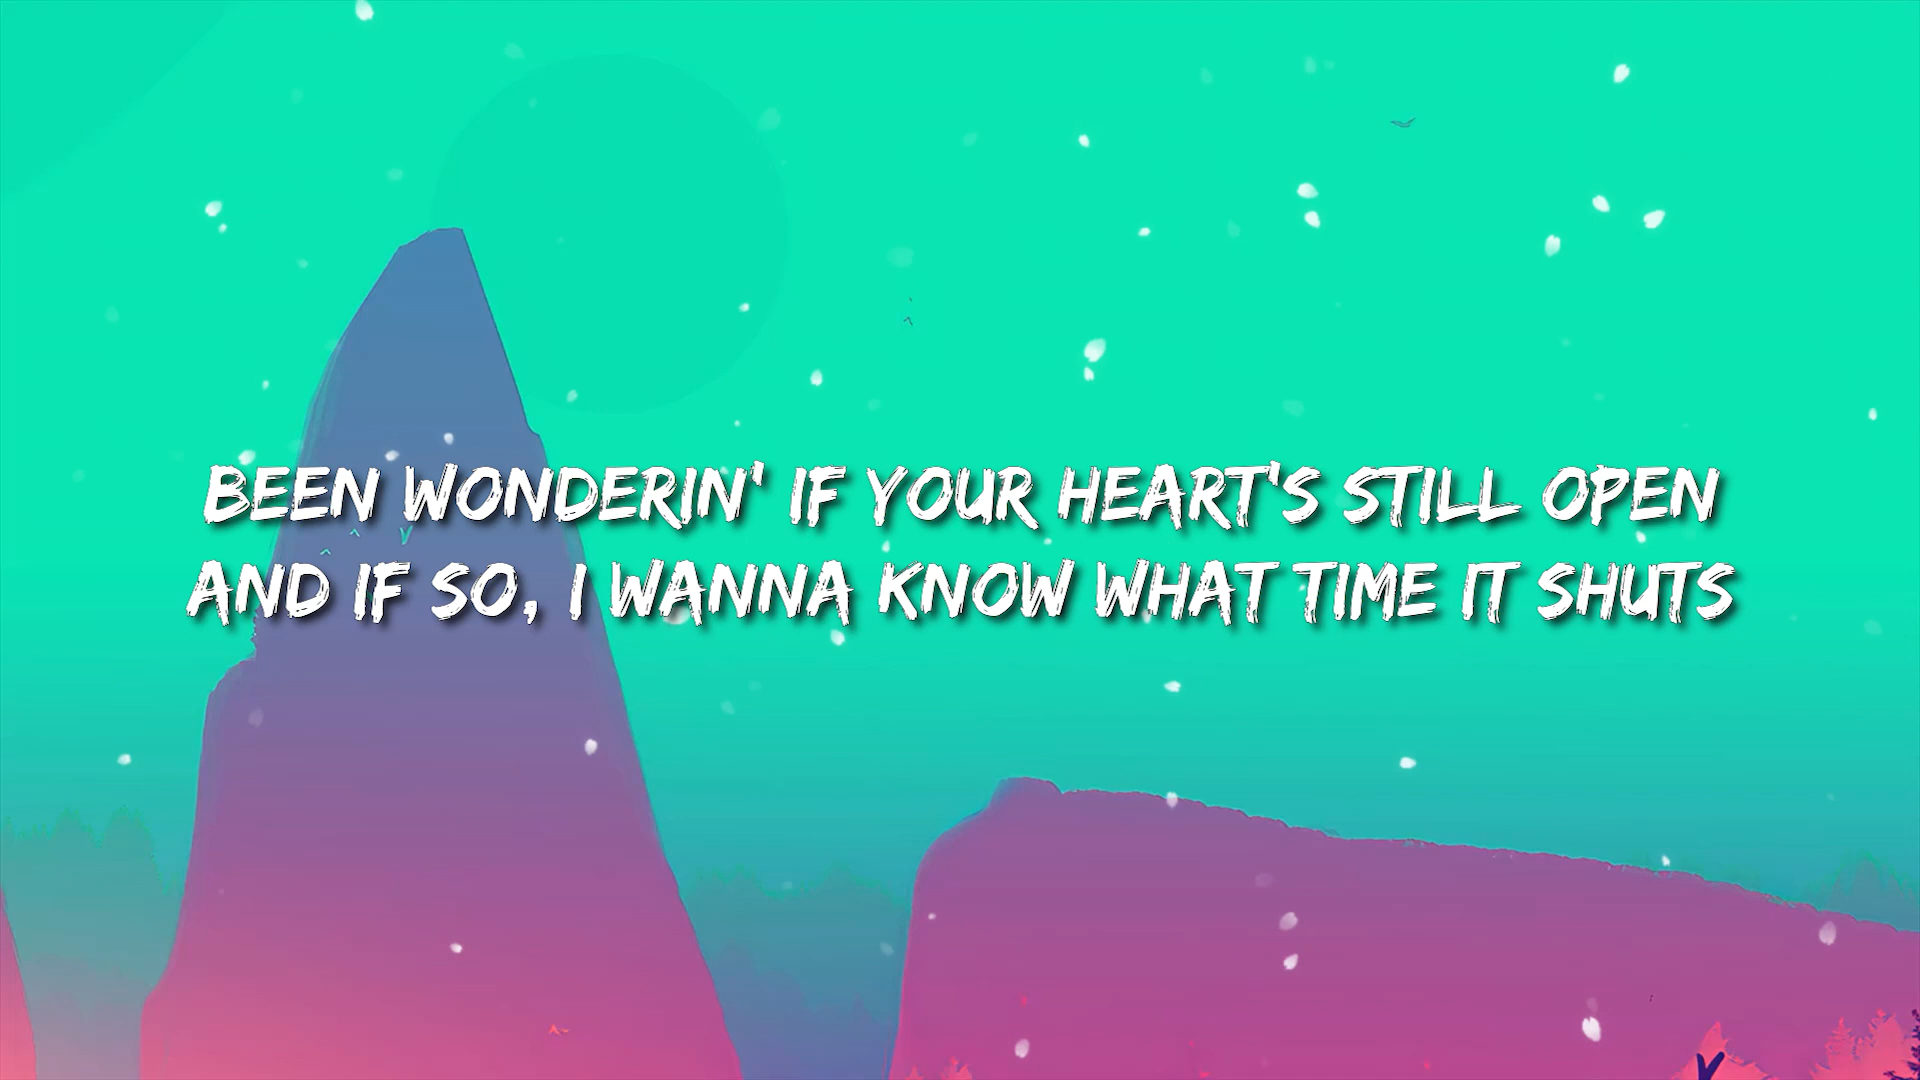 BEEN WONDERIN' IF YOUR HEART'S STILL OPEN
AND IF SO, I WANNA KNOW WHAT TIME IT SHUTS